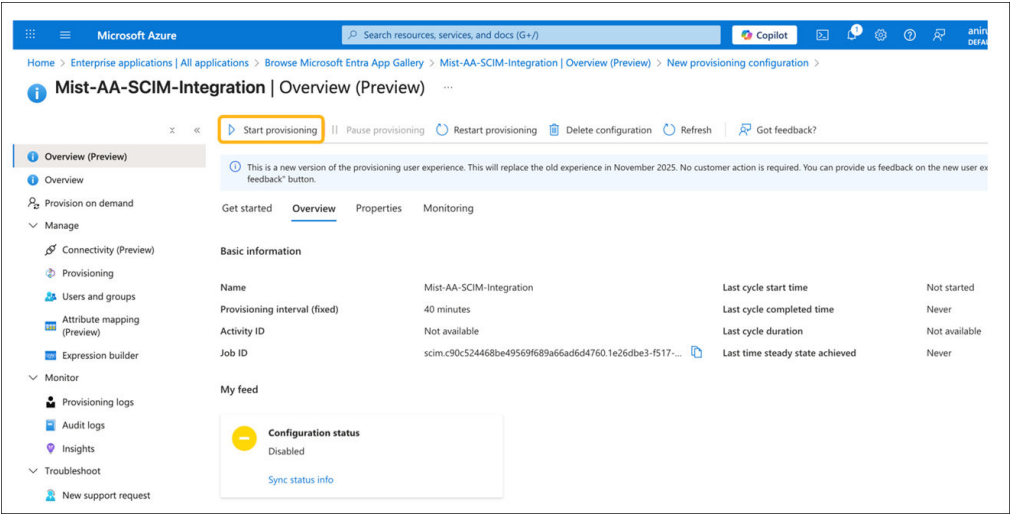 Microsoft Azure
Search resources, services, and docs (G+/)
Copilot
1
DEFAU
Home > Enterprise applications | All applications > Browse Microsoft Entra App Gallery > Mist-AA-SCIM-Integration | Overview (Preview) > New provisioning configuration >
Mist-AA-SCIM-Integration | Overview (Preview) ...
Start provisioning Pause provisioning Restart provisioning Delete configuration Refresh Got feedback?
Overview (Preview)
Overview
Provision on demand
Manage
Connectivity (Preview)
Provisioning
Users and groups
Attribute mapping
(Preview)
Expression builder
Monitor
Provisioning logs
Audit logs
Insights
Troubleshoot
New support request
This is a new version of the provisioning user experience. This will replace the old experience in November 2025. No customer action is required. You can provide us feedback on the new user ex
feedback" button.
Get started Overview Properties Monitoring
Basic information
Name Mist-AA-SCIM-Integration Last cycle start time Not started
Provisioning interval (fixed) 40 minutes Last cycle completed time Never
Activity ID Not available Last cycle duration Not available
Job ID scim.c90c524468be49569f689a66ad6d4760.1e26dbe3-f517-... Last time steady state achieved Never
My feed
Configuration status
Disabled
Sync status info